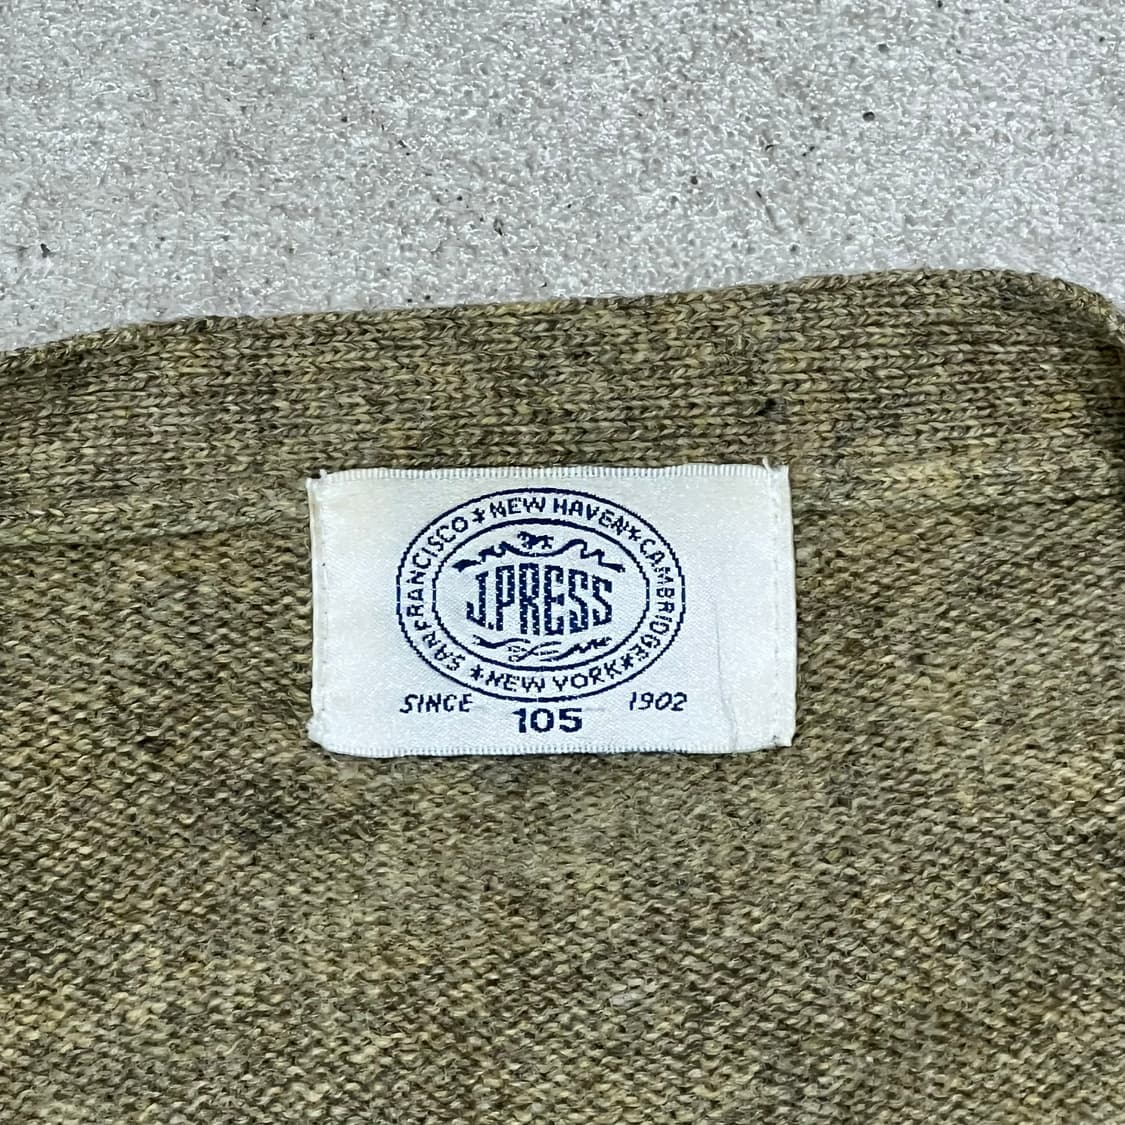 SAN FRANCISCO * NEW HAVEN * CAMBRIDGE * NEW YORK *
J.PRESS
SINCE 1902
105